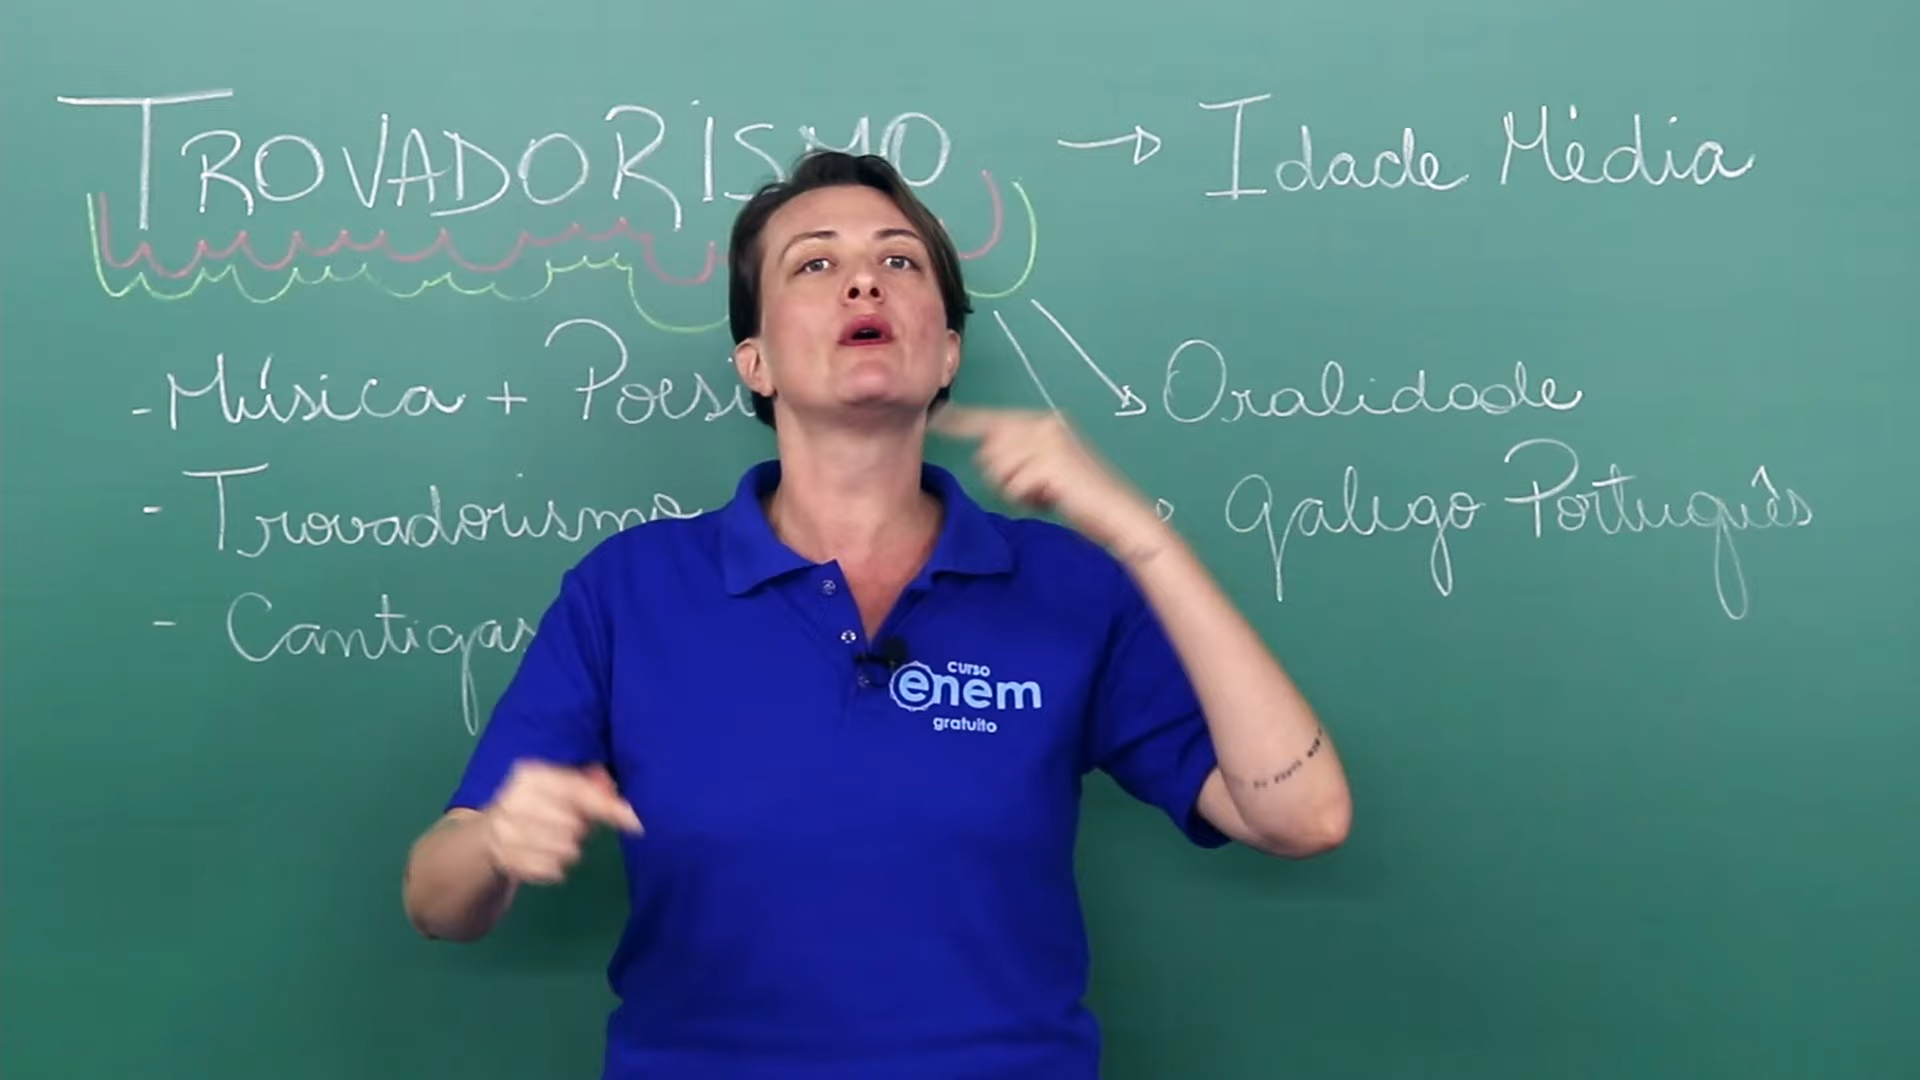 TROVADORISMO → Idade Média
- Música + Poesi
Oralidade
- Trovadorismo
Galego Português
- Cantigas
curso
enem
gratuito